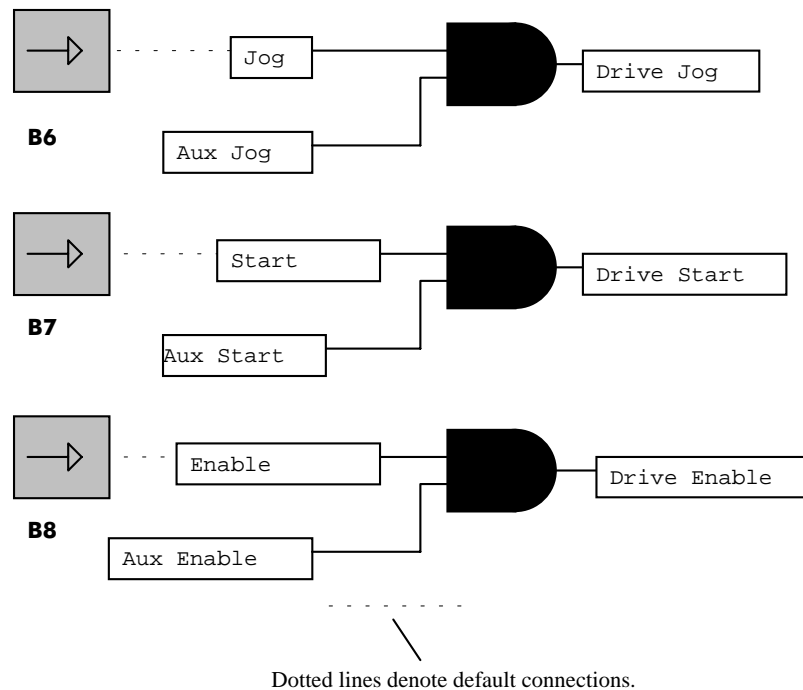 Jog
Drive Jog
B6
Aux Jog
Start
Drive Start
B7
Aux Start
Enable
Drive Enable
B8
Aux Enable
Dotted lines denote default connections.